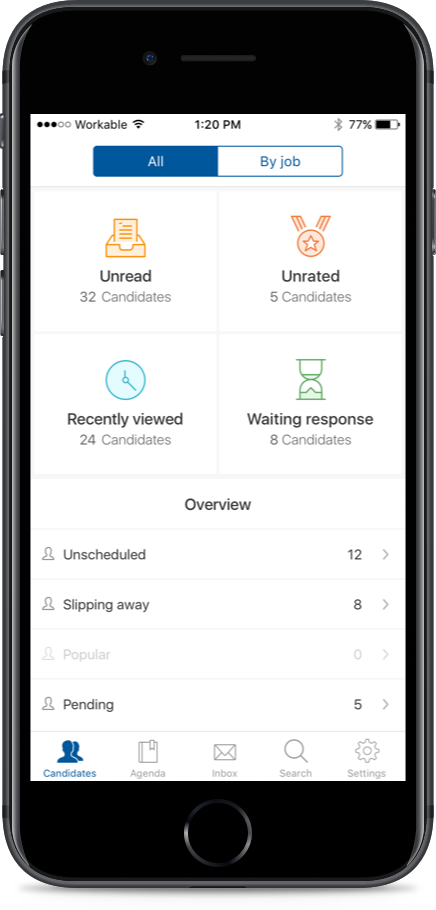 Workable
1:20 PM
77%
All
By job
Unread
32 Candidates
Unrated
5 Candidates
Recently viewed
24 Candidates
Waiting response
8 Candidates
Overview
Unscheduled 12
Slipping away 8
Popular 0
Pending 5
Candidates
Agenda
Inbox
Search
Settings